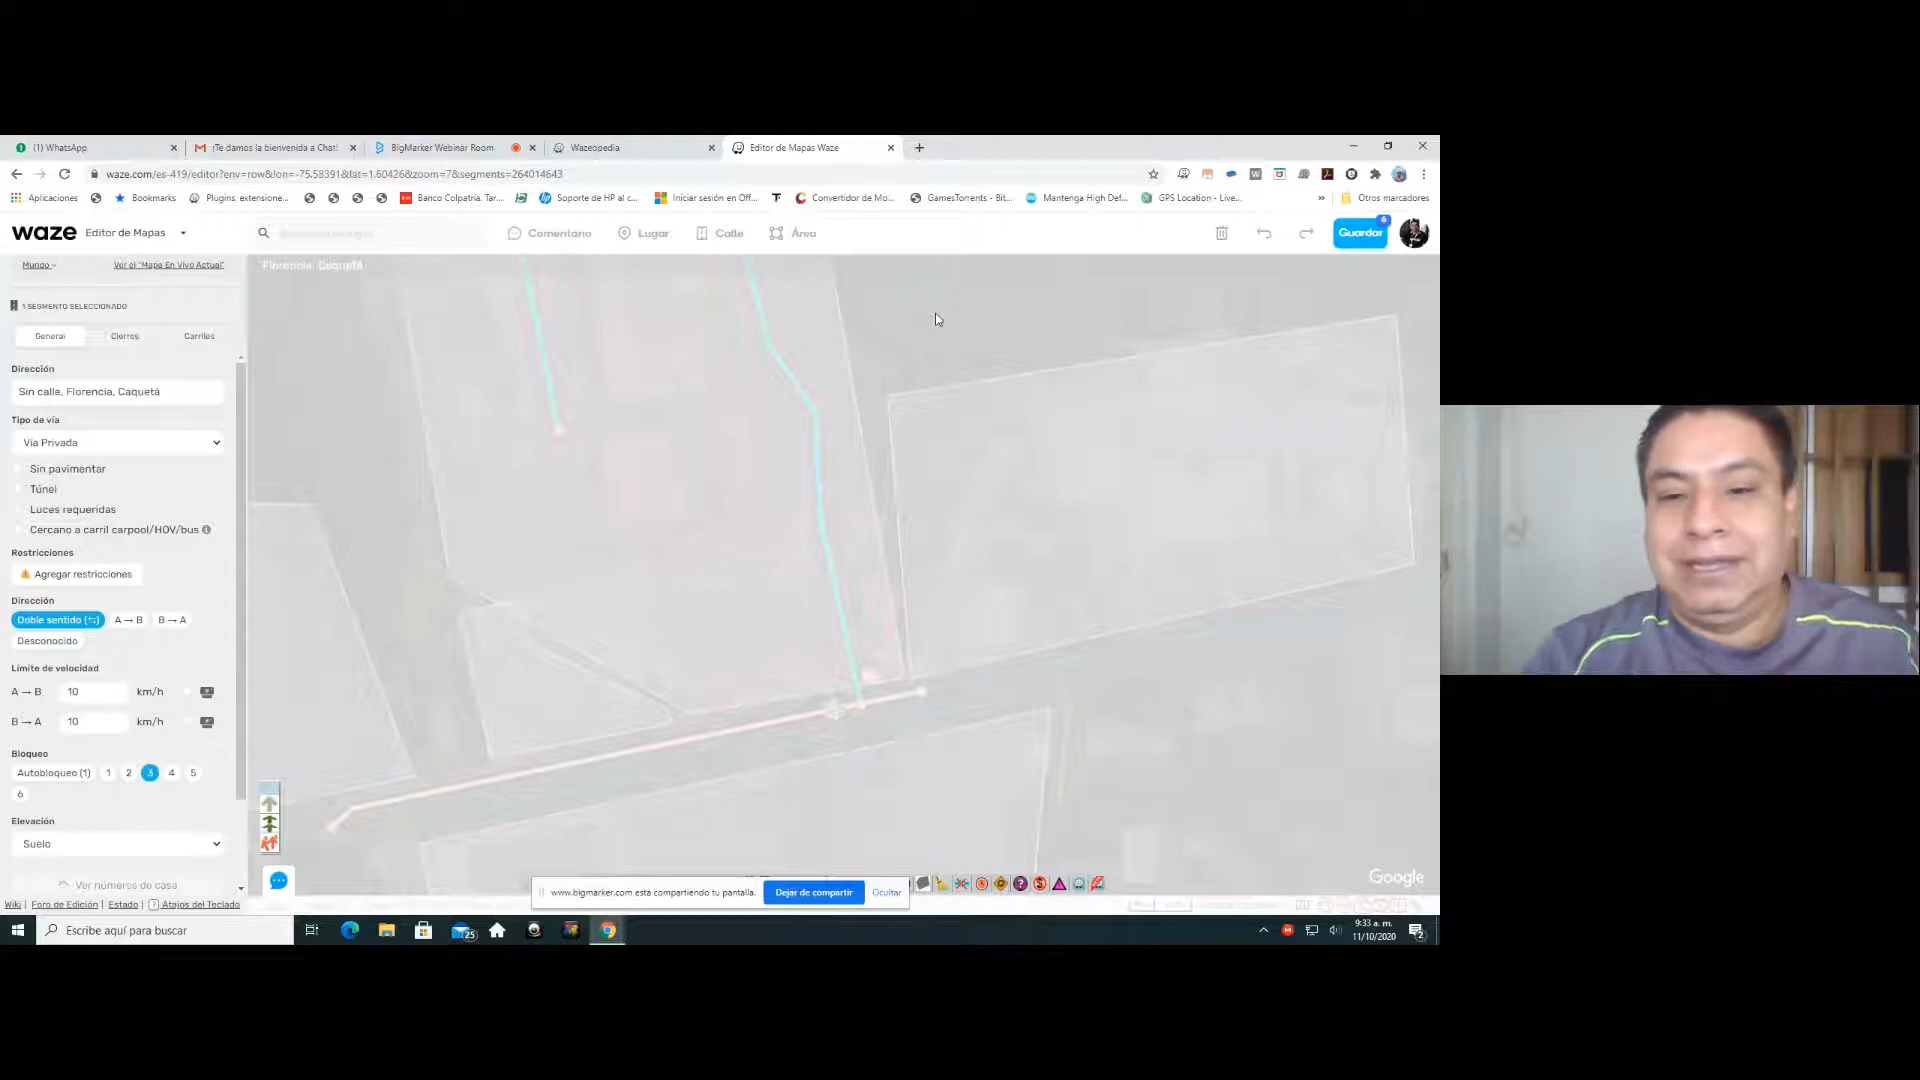 (1) WhatsApp
¡Te damos la bienvenida a Chat!
BigMarker Webinar Room
Wazeopedia
Editor de Mapas Waze
waze.com/es-419/editor?env=row&lon=-75.58391&lat=1.60426&zoom=7&segments=264014643
Aplicaciones
Bookmarks
Plugins, extensione...
Banco Colpatria. Tar...
Soporte de HP al c...
Iniciar sesión en Off...
Convertidor de Mo...
GamesTorrents - Bit...
Mantenga High Def...
GPS Location - Live...
»
Otros marcadores
waze Editor de Mapas
Comentario
Lugar
Calle
Área
Guardar
6
Mundo
Ver el "Mapa En Vivo Actual"
Florencia, Caquetá
1 SEGMENTO SELECCIONADO
General
Cierres
Carriles
Dirección
Sin calle, Florencia, Caquetá
Tipo de vía
Vía Privada
Sin pavimentar
Túnel
Luces requeridas
Cercano a carril carpool/HOV/bus
Restricciones
Agregar restricciones
Dirección
Doble sentido (⇆) A → B B → A
Desconocido
Límite de velocidad
A → B 10 km/h
B → A 10 km/h
Bloqueo
Autobloqueo (1) 1 2 3 4 5
6
Elevación
Suelo
Ver números de casa
Google
www.bigmarker.com está compartiendo tu pantalla.
Dejar de compartir
Ocultar
Wiki | Foro de Edición | Estado | ? Atajos del Teclado
Escribe aquí para buscar
25
9:33 a. m.
11/10/2020
2